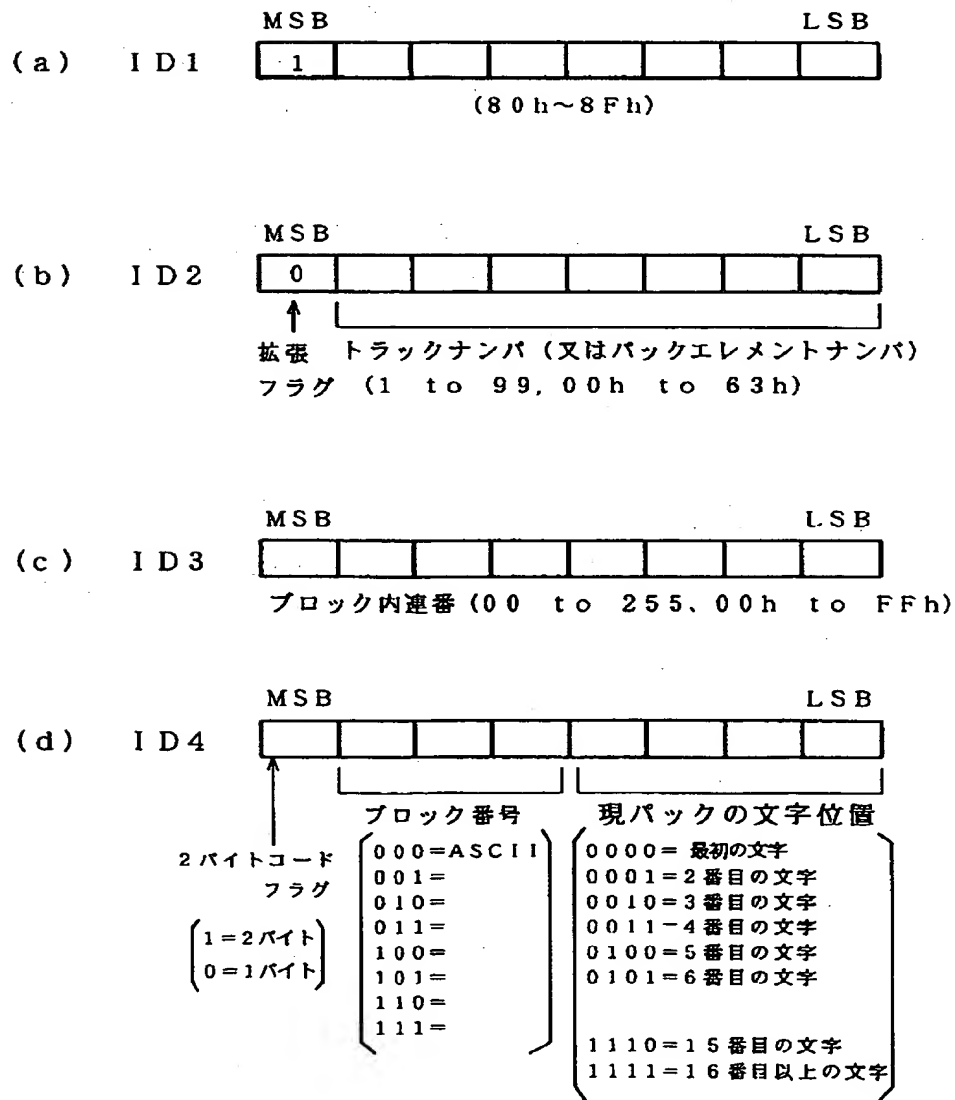 MSB LSB
(a) ID1 1
(80h~8Fh)
MSB LSB
(b) ID2 0
拡張 トラックナンバ(又はパックエレメントナンバ)
フラグ (1 to 99, 00h to 63h)
MSB LSB
(c) ID3
ブロック内連番(00 to 255、00h to FFh)
MSB LSB
(d) ID4
ブロック番号 現パックの文字位置
2バイトコード 000=ASCII 0000=最初の文字
フラグ 001= 0001=2番目の文字
010= 0010=3番目の文字
1=2バイト 011= 0011-4番目の文字
100= 0100=5番目の文字
0=1バイト 101= 0101=6番目の文字
110=
111= 1110=15番目の文字
1111=16番目以上の文字